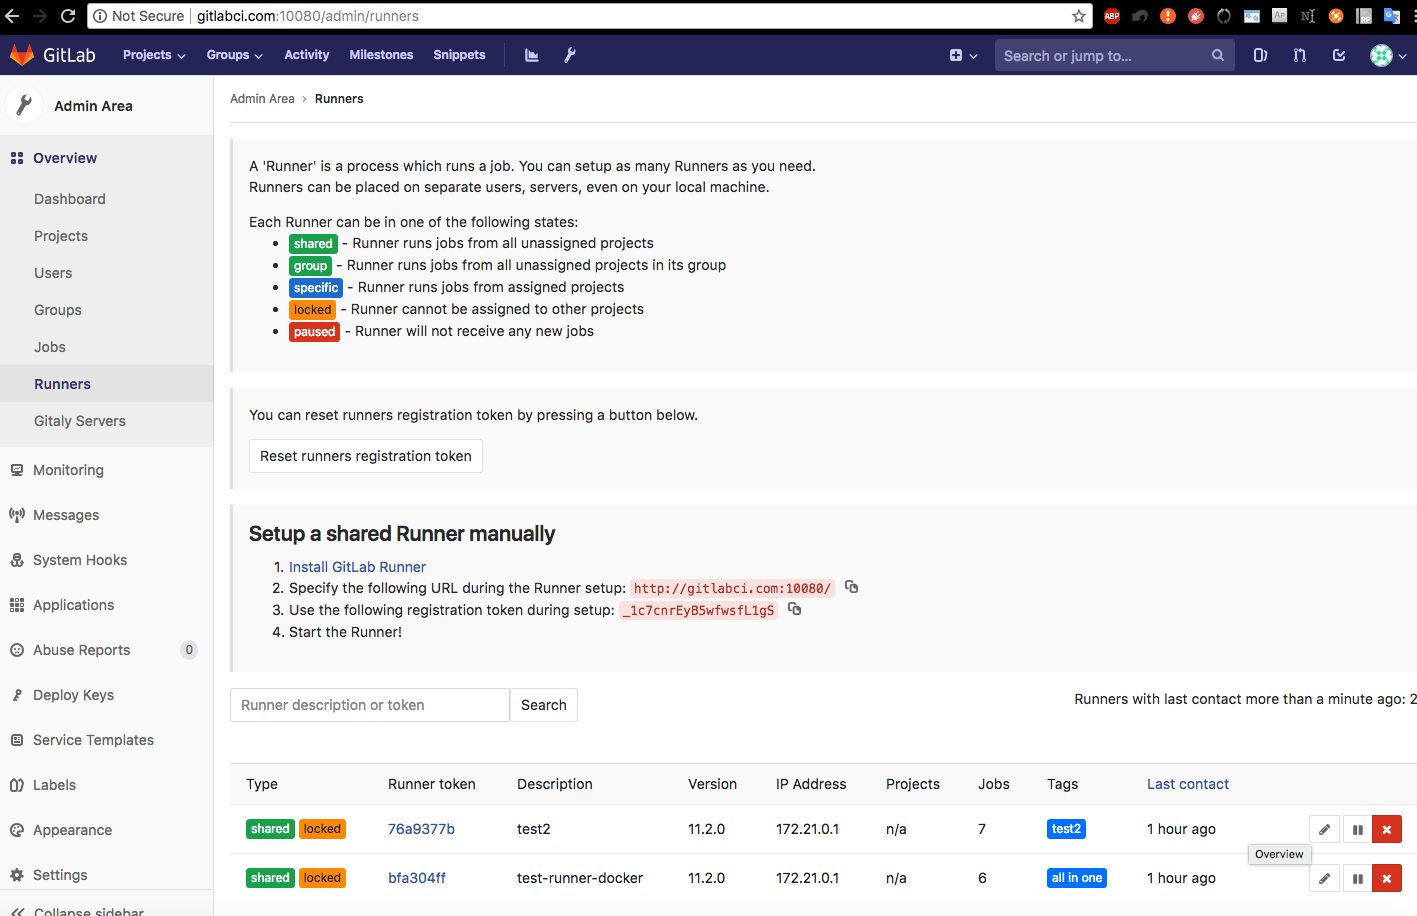 Not Secure gitlabci.com:10080/admin/runners
ABP
GitLab Projects Groups Activity Milestones Snippets Search or jump to...
Admin Area
Admin Area › Runners
Overview
Dashboard
Projects
Users
Groups
Jobs
Runners
Gitaly Servers
Monitoring
Messages
System Hooks
Applications
Abuse Reports 0
Deploy Keys
Service Templates
Labels
Appearance
Settings
Collapse sidebar
A 'Runner' is a process which runs a job. You can setup as many Runners as you need.
Runners can be placed on separate users, servers, even on your local machine.
Each Runner can be in one of the following states:
• shared - Runner runs jobs from all unassigned projects
• group - Runner runs jobs from all unassigned projects in its group
• specific - Runner runs jobs from assigned projects
• locked - Runner cannot be assigned to other projects
• paused - Runner will not receive any new jobs
You can reset runners registration token by pressing a button below.
Reset runners registration token
Setup a shared Runner manually
1. Install GitLab Runner
2. Specify the following URL during the Runner setup: http://gitlabci.com:10080/
3. Use the following registration token during setup: _1c7cnrEyB5wfwsfL1gS
4. Start the Runner!
Runner description or token Search
Runners with last contact more than a minute ago: 2
Type Runner token Description Version IP Address Projects Jobs Tags Last contact
shared locked 76a9377b test2 11.2.0 172.21.0.1 n/a 7 test2 1 hour ago
Overview
shared locked bfa304ff test-runner-docker 11.2.0 172.21.0.1 n/a 6 all in one 1 hour ago